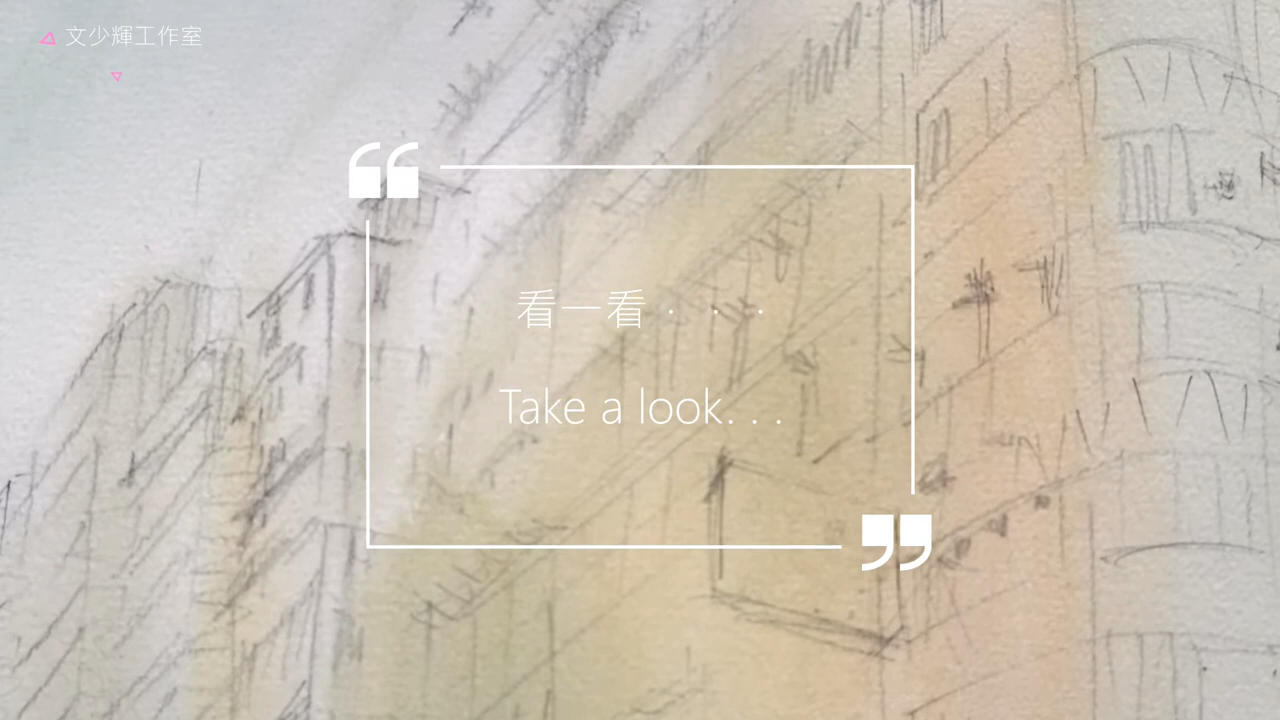 文少輝工作室
看一看 · · ·
Take a look. . .